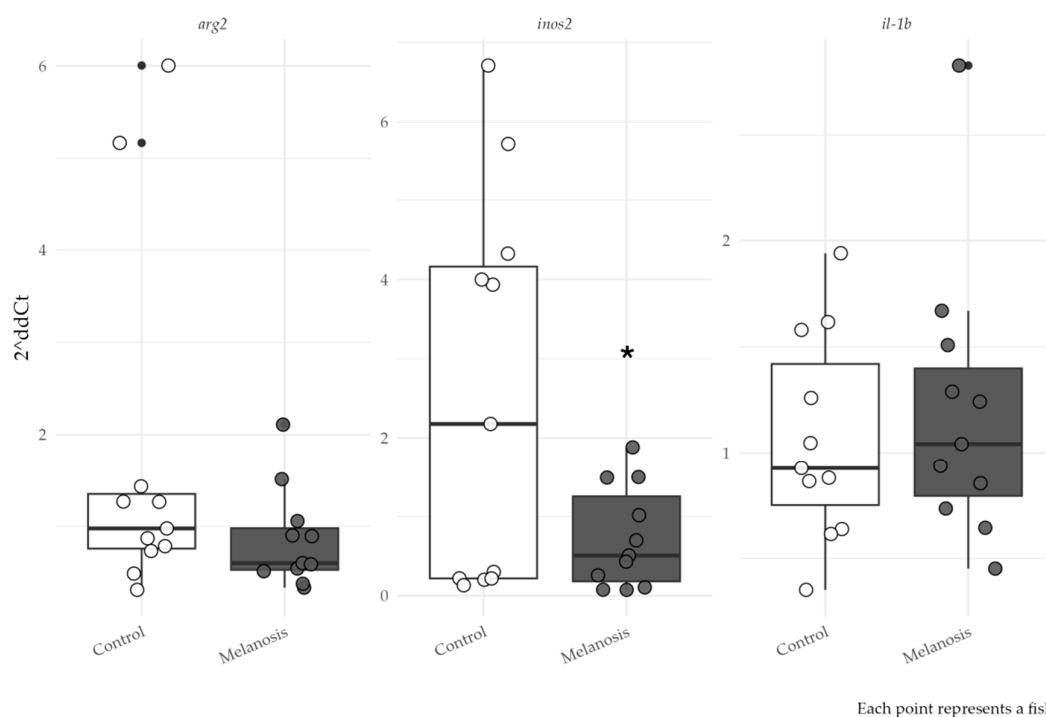 arg2 inos2 il-1b
6
4
2
6
4
2
0
2
1
2^ddCt
*
Control Melanosis Control Melanosis Control Melanosis
Each point represents a fis